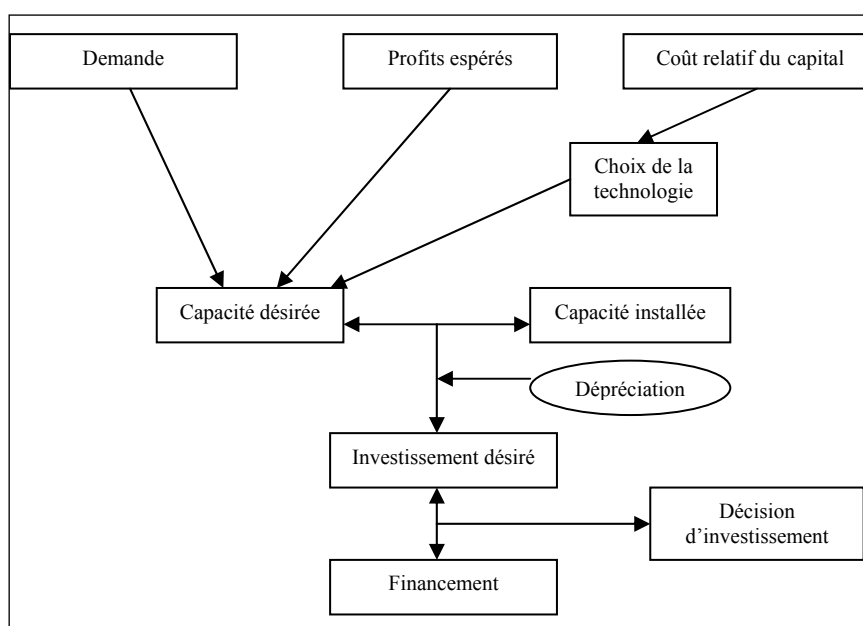 Demande
Profits espérés
Coût relatif du capital
Choix de la
technologie
Capacité désirée
Capacité installée
Dépréciation
Investissement désiré
Décision
d’investissement
Financement